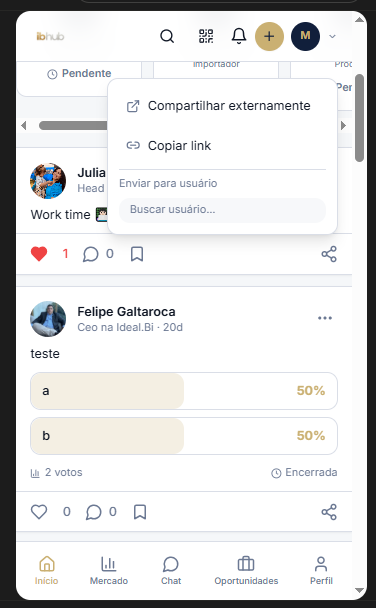 ibhub
M
Pendente
Importador
Compartilhar externamente
Copiar link
Enviar para usuário
Buscar usuário...
Julia
Head
Work time
1
0
Felipe Galtaroca
Ceo na Ideal.Bi · 20d
teste
a
50%
b
50%
2 votos
Encerrada
0
0
Início
Mercado
Chat
Oportunidades
Perfil